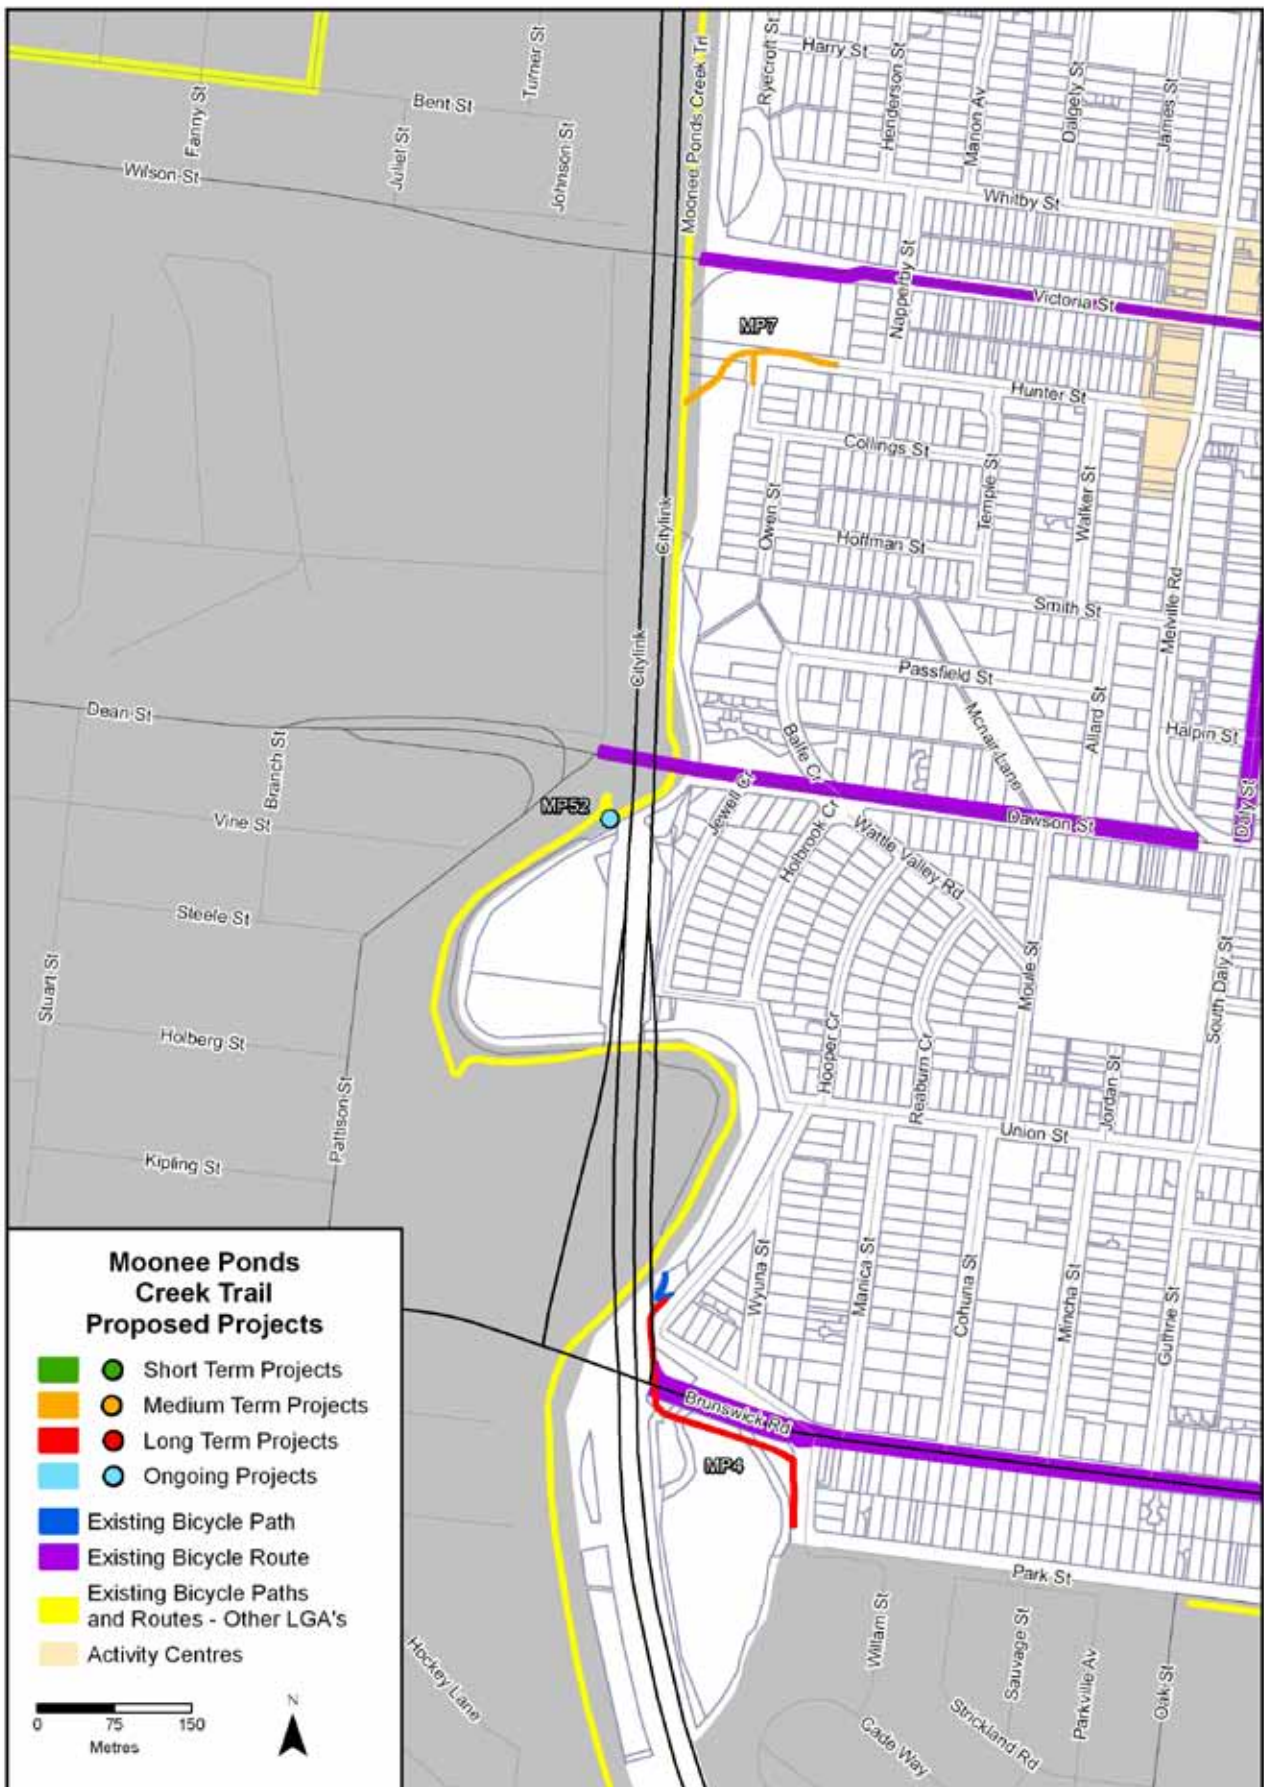 Moonee Ponds Creek Trl
Ryecroft St
Harry St
Henderson St
Marion Av
Dalgety St
James St
Turner St
Fanny St
Bent St
Juliet St
Johnson St
Wilson St
Whitby St
Napperby St
Victoria St
MP7
Hunter St
Collings St
Temple St
Walker St
Owen St
Hoffman St
Citylink
Smith St
Melville Rd
Citylink
Passfield St
Mcnair Lane
Allard St
Halpin St
Dean St
Branch St
Balfe Cr
Daly St
MP52
Jewell Cr
Dawson St
Vine St
Holbrook Cr
Wattle Valley Rd
Steele St
Stuart St
Moule St
South Daly St
Holberg St
Hooper Cr
Reaburn Cr
Jordan St
Pattison St
Union St
Kipling St
Wyuna St
Manica St
Cohuna St
Mincha St
Guthrie St
Brunswick Rd
MP4
Park St
William St
Sauvage St
Parkville Av
Oak St
Strickland Rd
Cade Way
Hockey Lane
Moonee Ponds
Creek Trail
Proposed Projects
Short Term Projects
Medium Term Projects
Long Term Projects
Ongoing Projects
Existing Bicycle Path
Existing Bicycle Route
Existing Bicycle Paths
and Routes - Other LGA's
Activity Centres
0 75 150
Metres
N